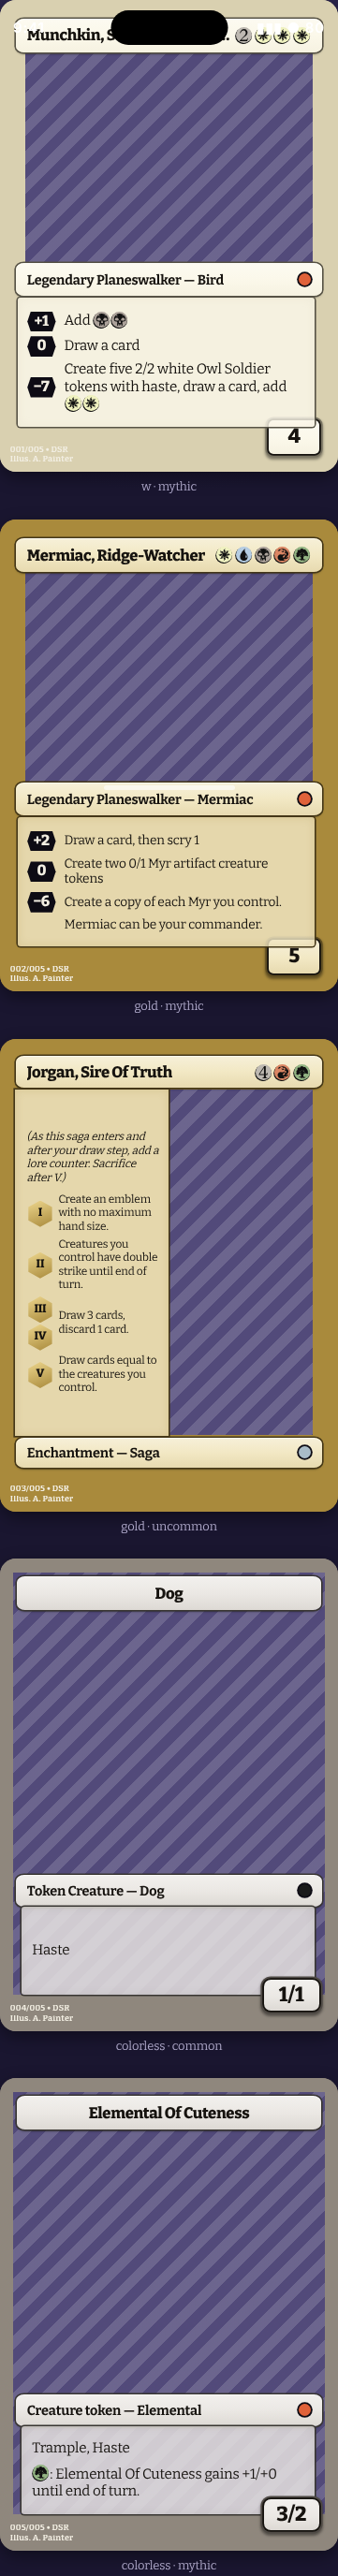 Munchkin, S
2
Legendary Planeswalker — Bird
+1 Add
0 Draw a card
Create five 2/2 white Owl Soldier
−7 tokens with haste, draw a card, add
4
001/005 • DSR
Illus. A. Painter
w · mythic
Mermiac, Ridge-Watcher
Legendary Planeswalker — Mermiac
+2 Draw a card, then scry 1
0 Create two 0/1 Myr artifact creature
tokens
−6 Create a copy of each Myr you control.
Mermiac can be your commander.
5
002/005 • DSR
Illus. A. Painter
gold · mythic
Jorgan, Sire Of Truth
4
(As this saga enters and
after your draw step, add a
lore counter. Sacrifice
after V.)
Create an emblem
I with no maximum
hand size.
Creatures you
II control have double
strike until end of
turn.
III Draw 3 cards,
IV discard 1 card.
V Draw cards equal to
the creatures you
control.
Enchantment — Saga
003/005 • DSR
Illus. A. Painter
gold · uncommon
Dog
Token Creature — Dog
Haste
1/1
004/005 • DSR
Illus. A. Painter
colorless · common
Elemental Of Cuteness
Creature token — Elemental
Trample, Haste
: Elemental Of Cuteness gains +1/+0
until end of turn.
3/2
005/005 • DSR
Illus. A. Painter
colorless · mythic